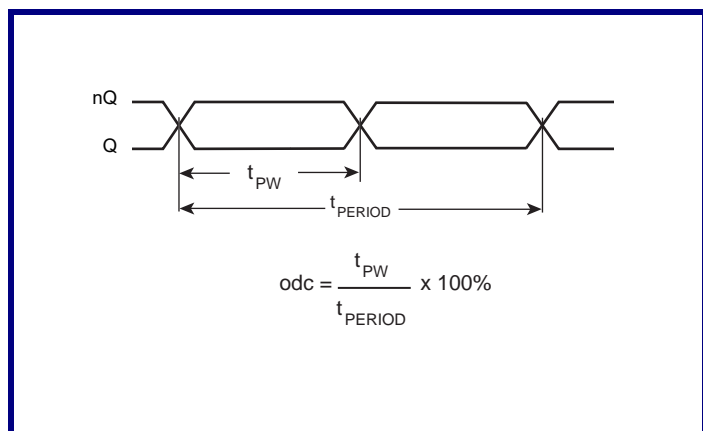 nQ
Q
tPW
tPERIOD
odc = tPW / tPERIOD x 100%